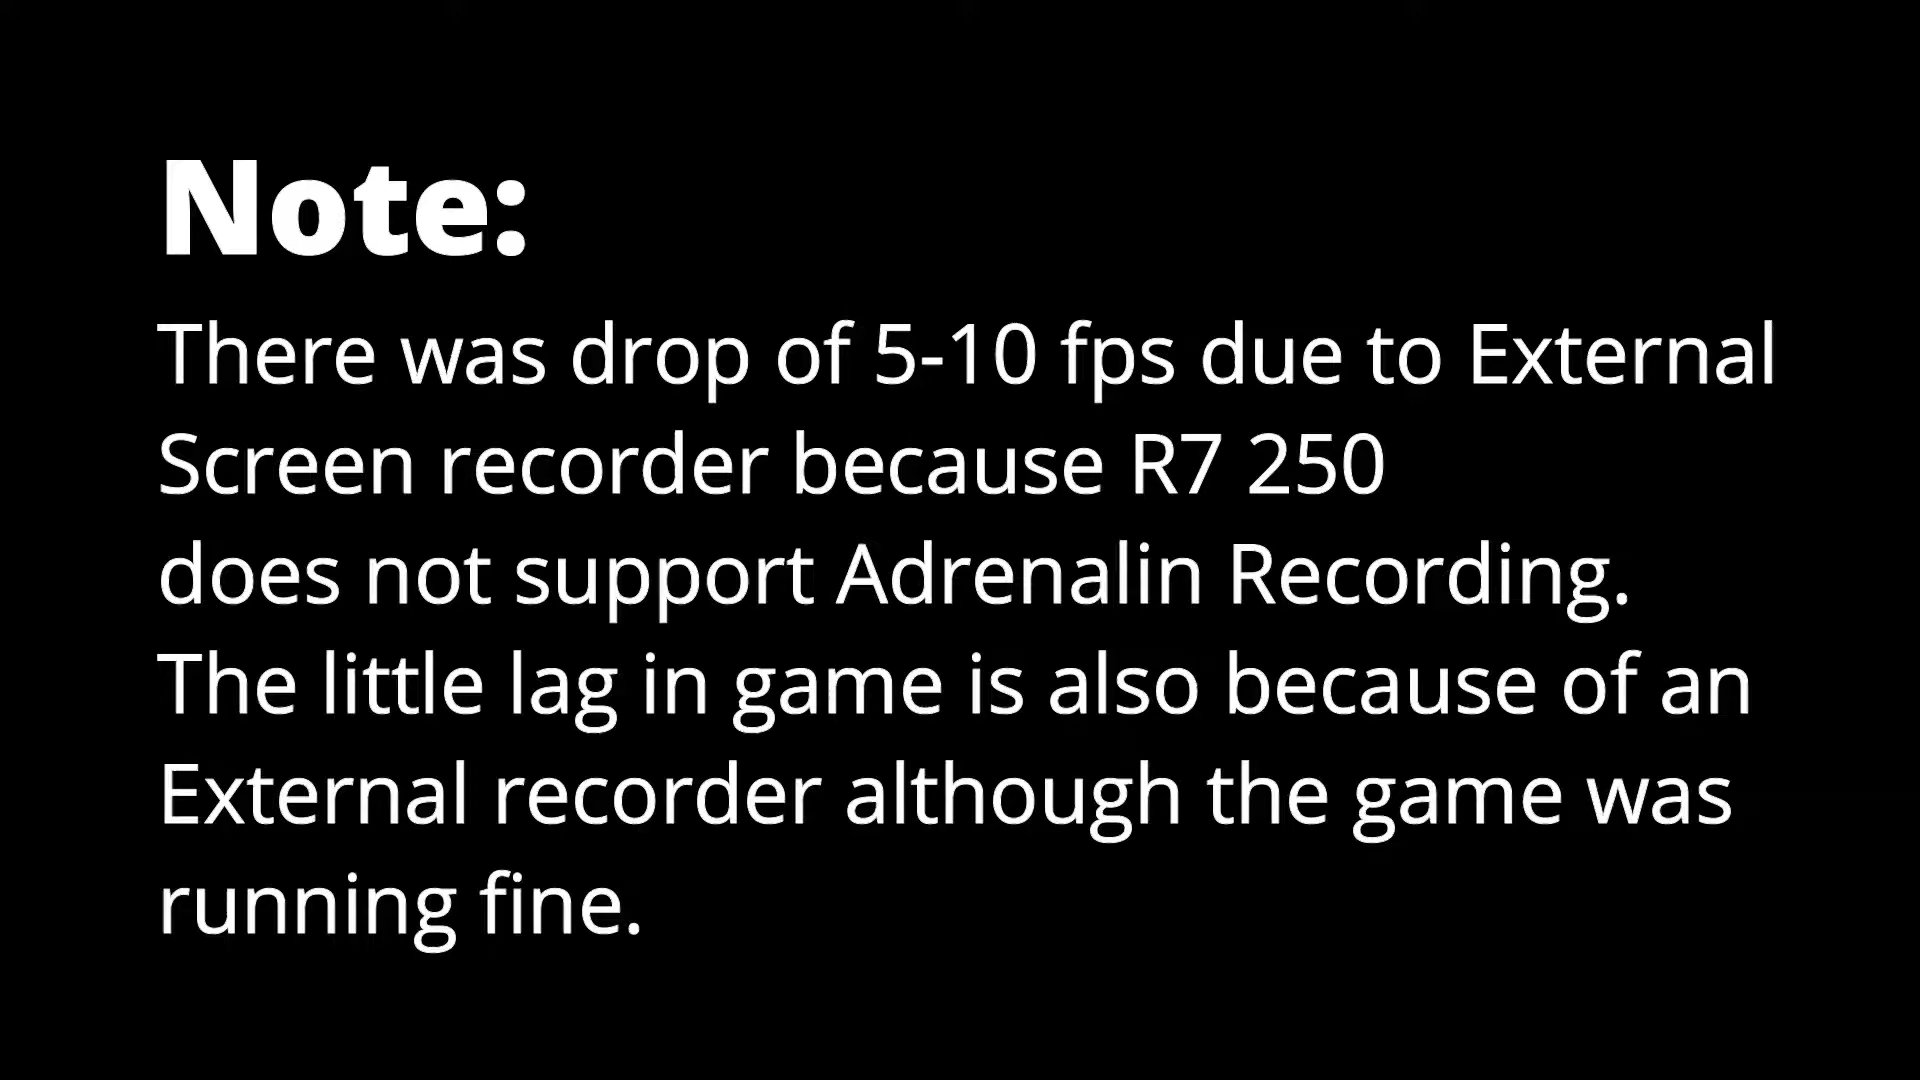 Note:
There was drop of 5-10 fps due to External
Screen recorder because R7 250
does not support Adrenalin Recording.
The little lag in game is also because of an
External recorder although the game was
running fine.